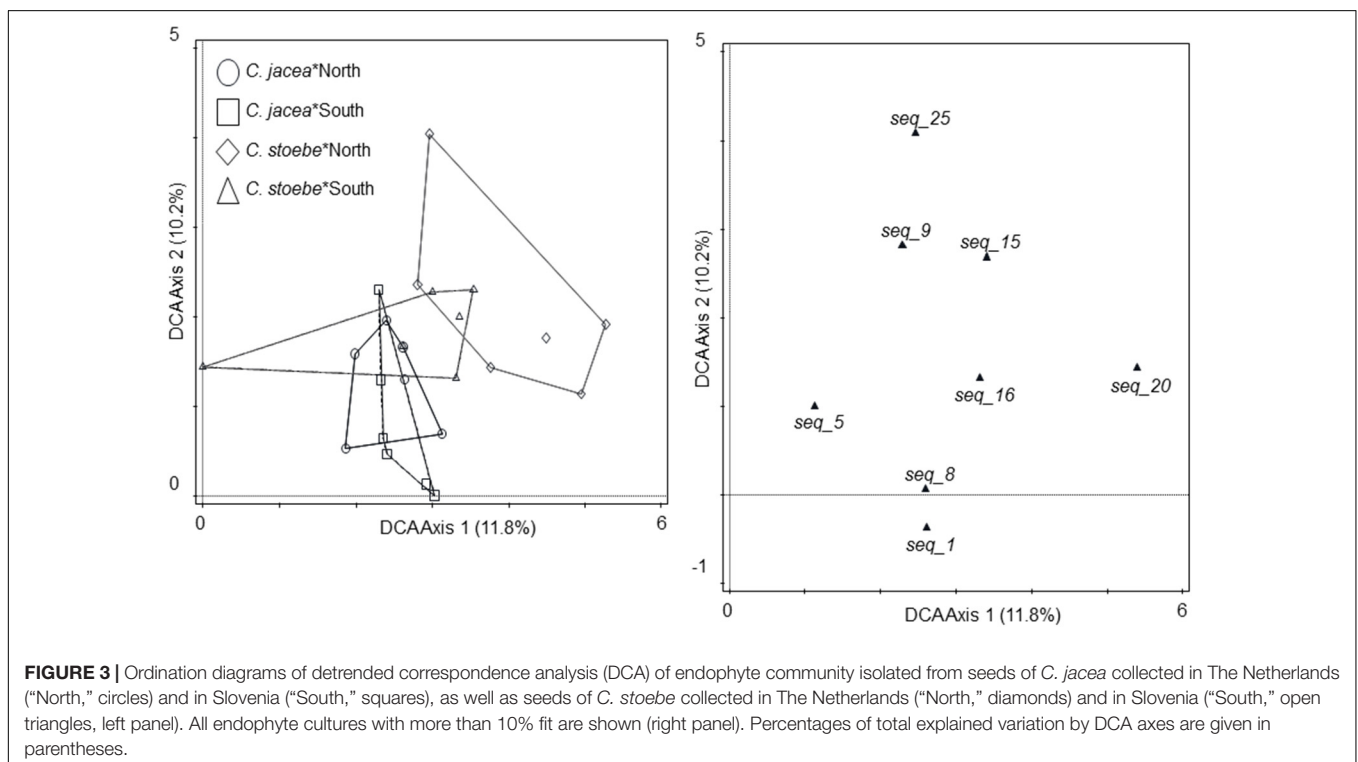 5
C. jacea*North
C. jacea*South
C. stoebe*North
C. stoebe*South
DCAAxis 2 (10.2%)
0
0
6
DCAAxis 1 (11.8%)
5
seq_25
seq_9
seq_15
DCAAxis 2 (10.2%)
seq_16
seq_20
seq_5
seq_8
seq_1
-1
0
6
DCAAxis 1 (11.8%)
FIGURE 3 | Ordination diagrams of detrended correspondence analysis (DCA) of endophyte community isolated from seeds of C. jacea collected in The Netherlands
(“North,” circles) and in Slovenia (“South,” squares), as well as seeds of C. stoebe collected in The Netherlands (“North,” diamonds) and in Slovenia (“South,” open
triangles, left panel). All endophyte cultures with more than 10% fit are shown (right panel). Percentages of total explained variation by DCA axes are given in
parentheses.